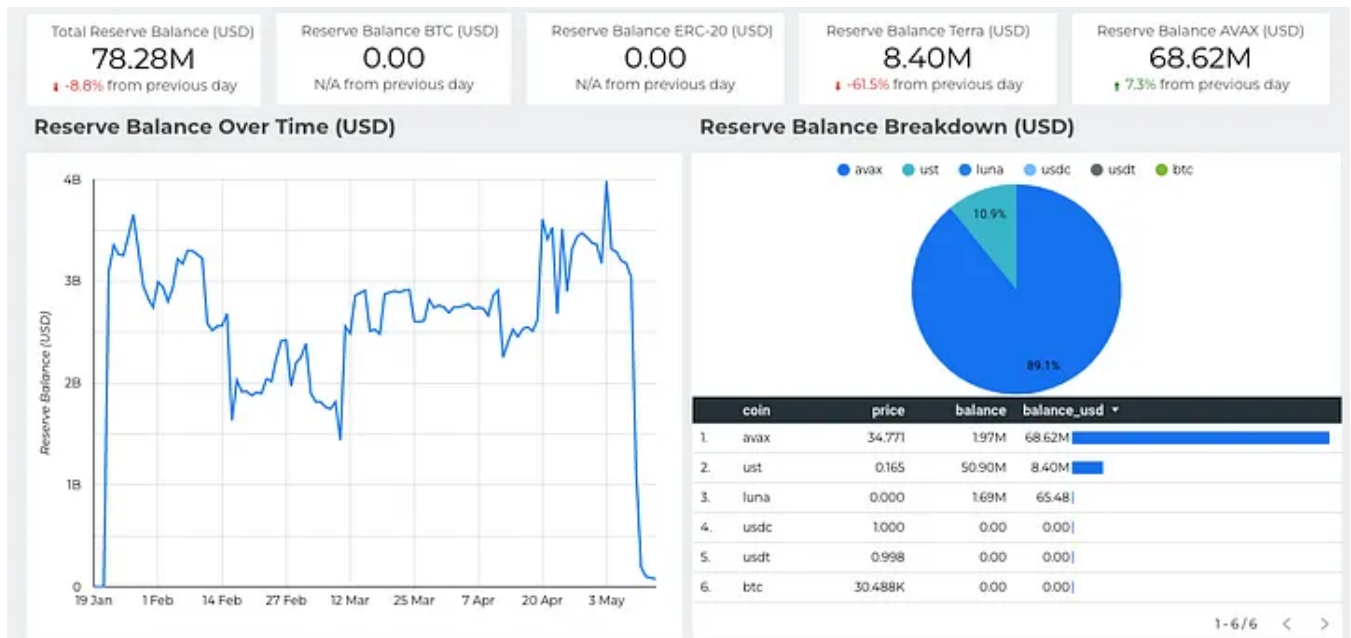 Total Reserve Balance (USD)
78.28M
-8.8% from previous day
Reserve Balance BTC (USD)
0.00
N/A from previous day
Reserve Balance ERC-20 (USD)
0.00
N/A from previous day
Reserve Balance Terra (USD)
8.40M
-61.5% from previous day
Reserve Balance AVAX (USD)
68.62M
7.3% from previous day
Reserve Balance Over Time (USD)
Reserve Balance (USD)
4B
3B
2B
1B
0
19 Jan 1 Feb 14 Feb 27 Feb 12 Mar 25 Mar 7 Apr 20 Apr 3 May
Reserve Balance Breakdown (USD)
avax ust luna usdc usdt btc
10.9%
89.1%
coin price balance balance_usd
1. avax 34.771 1.97M 68.62M
2. ust 0.165 50.90M 8.40M
3. luna 0.000 1.69M 65.48
4. usdc 1.000 0.00 0.00
5. usdt 0.998 0.00 0.00
6. btc 30.488K 0.00 0.00
1-6/6